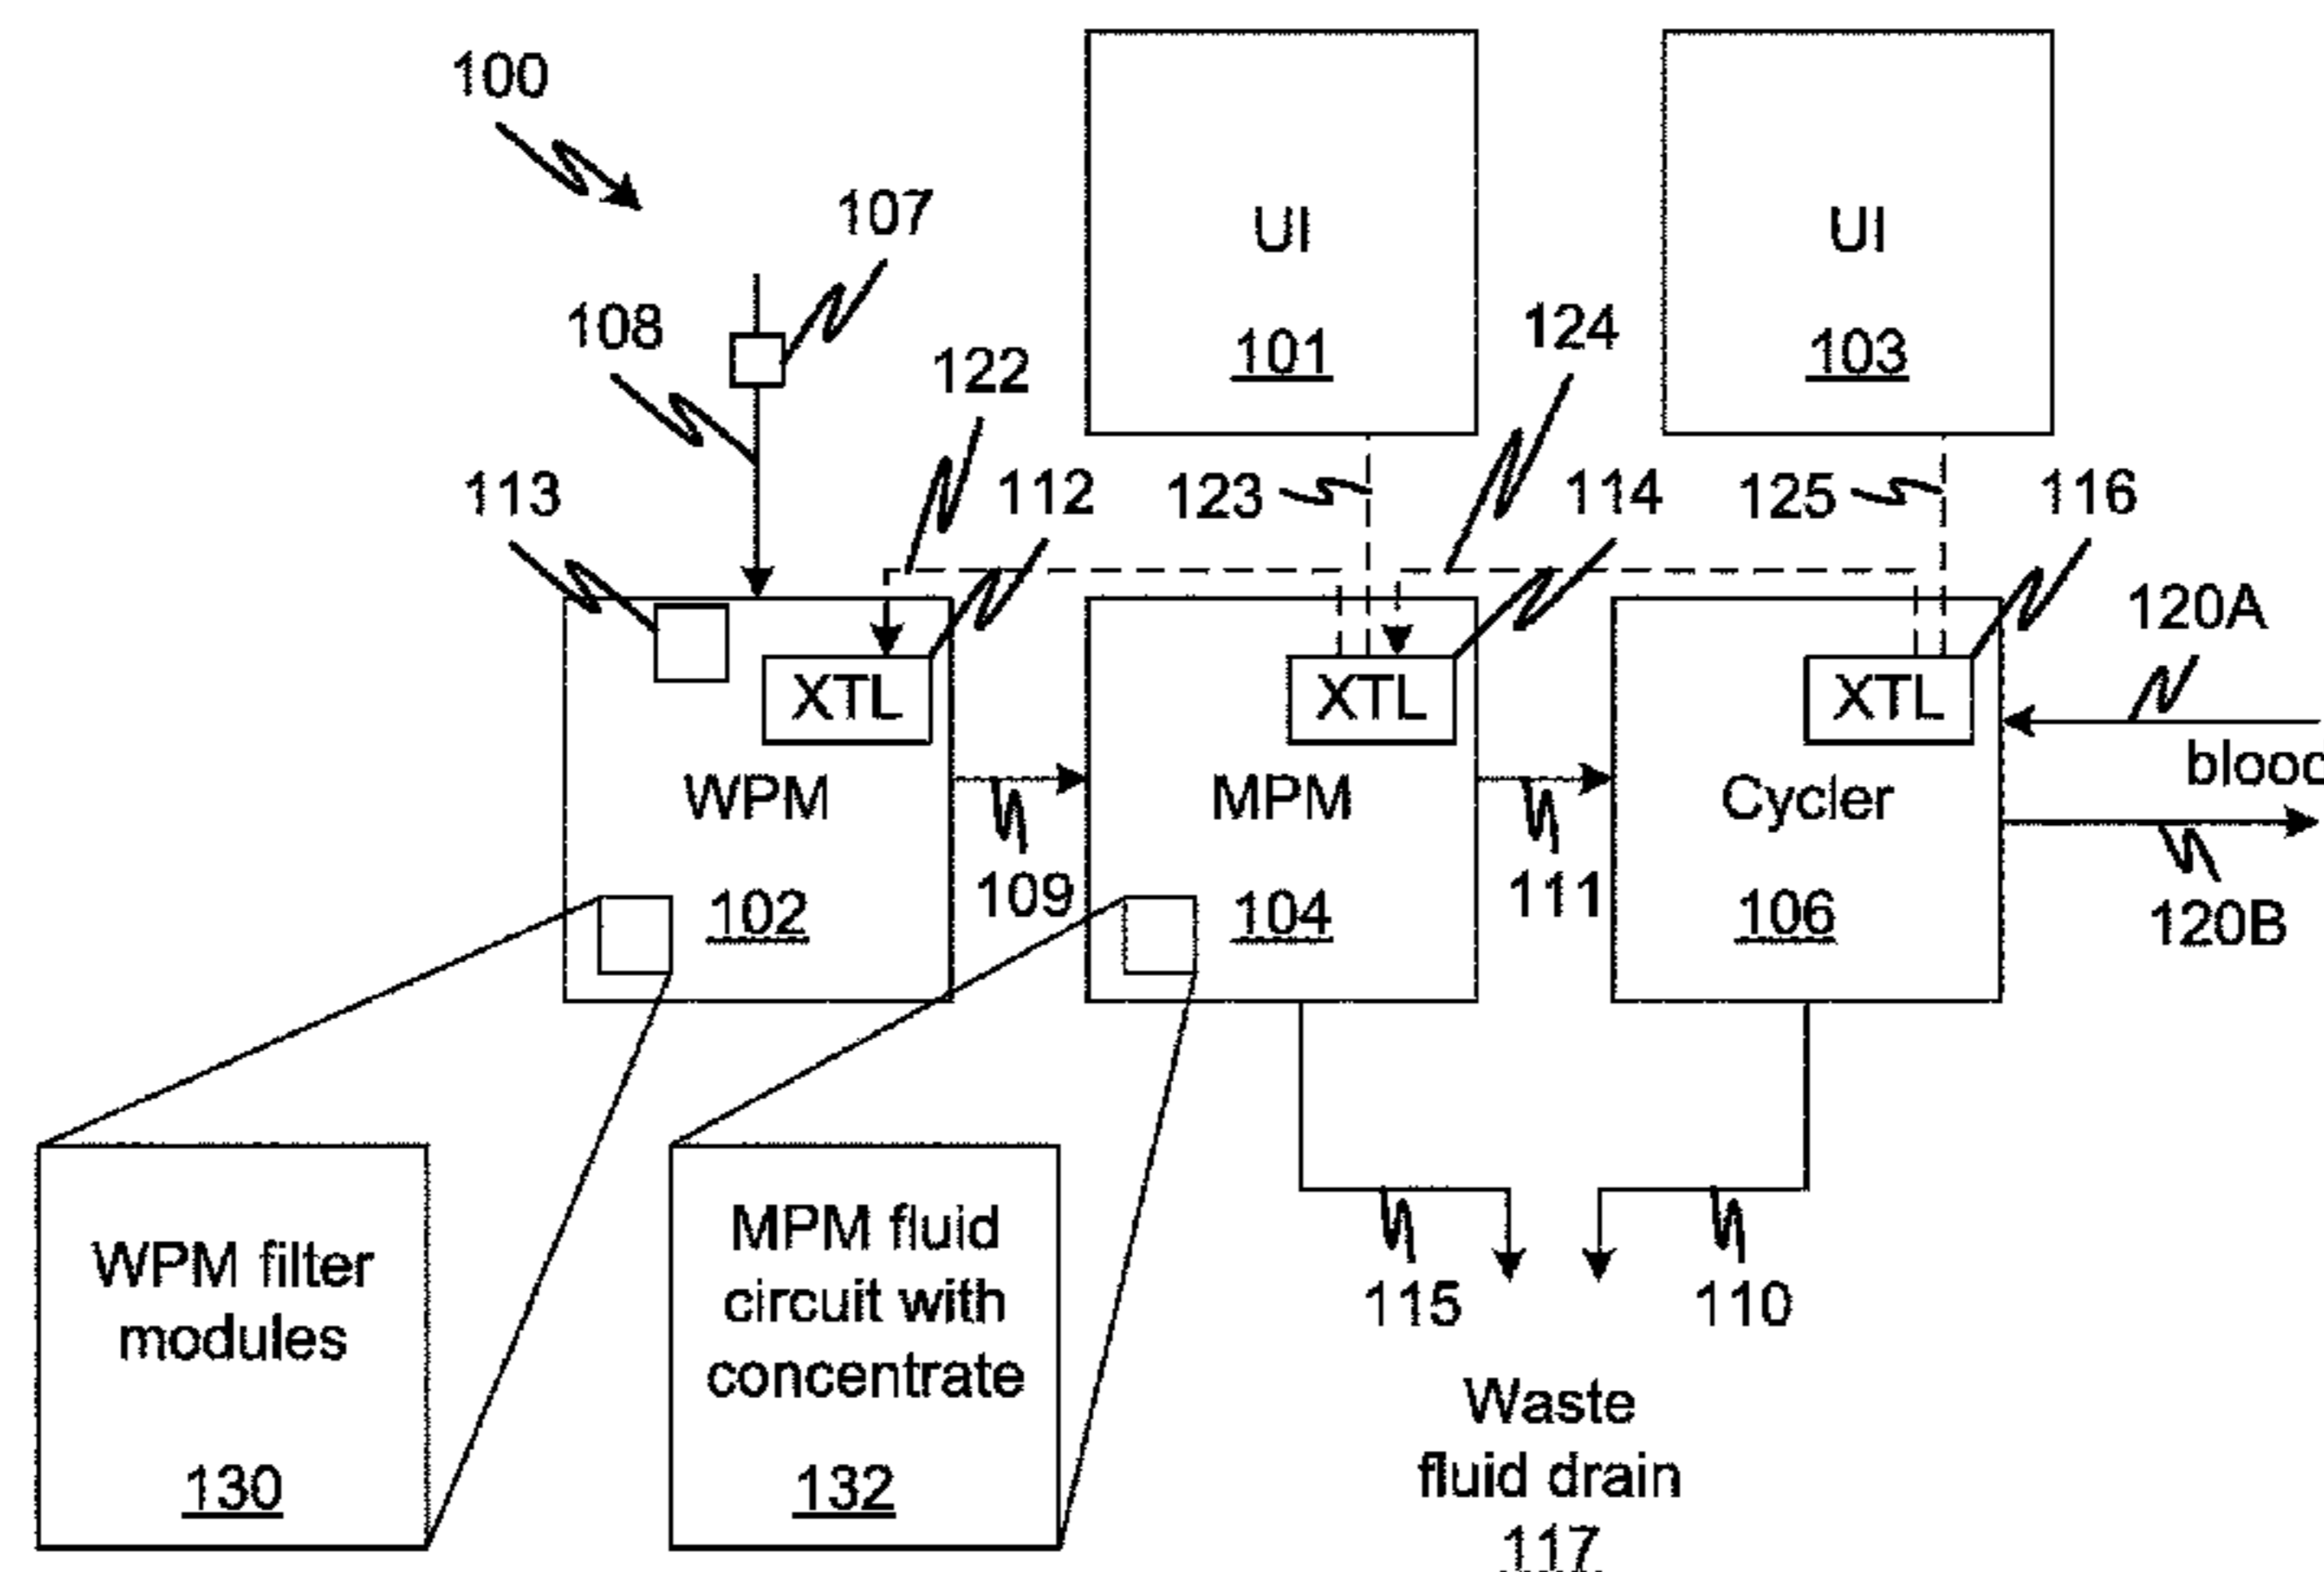 100
107
108
UI
101
UI
103
122
124
113
112
123
114
125
116
120A
XTL
XTL
XTL
blood
WPM
MPM
Cycler
102
109
104
111
106
120B
WPM filter
modules
130
MPM fluid
circuit with
concentrate
132
115
110
Waste
fluid drain
117